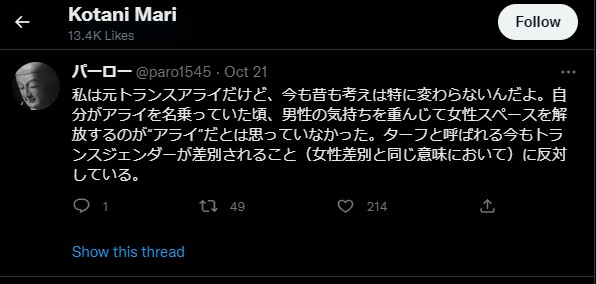 Kotani Mari
13.4K Likes
Follow
パーロー @paro1545 · Oct 21
私は元トランスアライだけど、今も昔も考えは特に変わらないんだよ。自
分がアライを名乗っていた頃、男性の気持ちを重んじて女性スペースを解
放するのが“アライ”だとは思っていなかった。ターフと呼ばれる今もトラ
ンスジェンダーが差別されること（女性差別と同じ意味において）に反対
している。
1 49 214
Show this thread